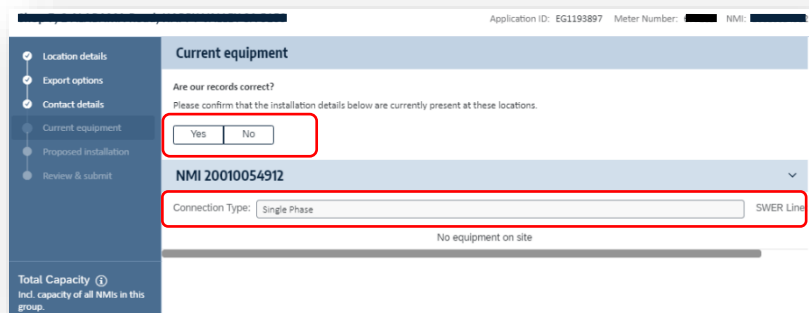 Application ID: EG1193897 Meter Number: NMI:
Location details
Export options
Contact details
Current equipment
Proposed installation
Review & submit
Total Capacity
Incl. capacity of all NMIs in this
group.
Current equipment
Are our records correct?
Please confirm that the installation details below are currently present at these locations.
Yes No
NMI 20010054912
Connection Type: Single Phase SWER Line
No equipment on site